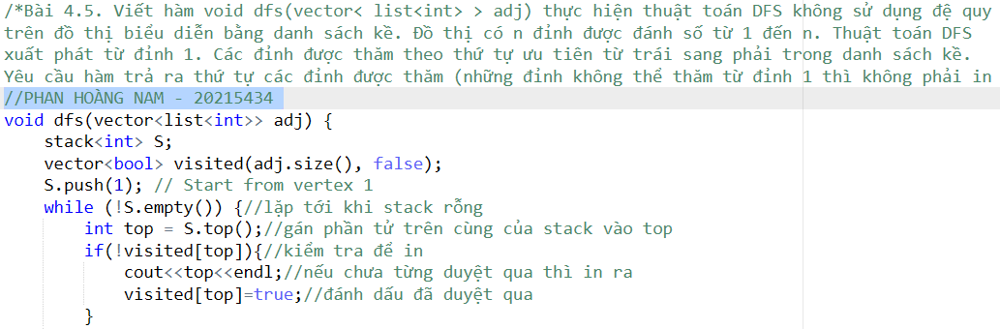 /*Bài 4.5. Viết hàm void dfs(vector< list<int> > adj) thực hiện thuật toán DFS không sử dụng đệ quy
trên đồ thị biểu diễn bằng danh sách kề. Đồ thị có n đỉnh được đánh số từ 1 đến n. Thuật toán DFS
xuất phát từ đỉnh 1. Các đỉnh được thăm theo thứ tự ưu tiên từ trái sang phải trong danh sách kề.
Yêu cầu hàm trả ra thứ tự các đỉnh được thăm (những đỉnh không thể thăm từ đỉnh 1 thì không phải in
//PHAN HOÀNG NAM - 20215434
void dfs(vector<list<int>> adj) {
    stack<int> S;
    vector<bool> visited(adj.size(), false);
    S.push(1); // Start from vertex 1
    while (!S.empty()) {//lặp tới khi stack rỗng
        int top = S.top();//gán phần tử trên cùng của stack vào top
        if(!visited[top]){//kiểm tra để in
            cout<<top<<endl;//nếu chưa từng duyệt qua thì in ra
            visited[top]=true;//đánh dấu đã duyệt qua
        }